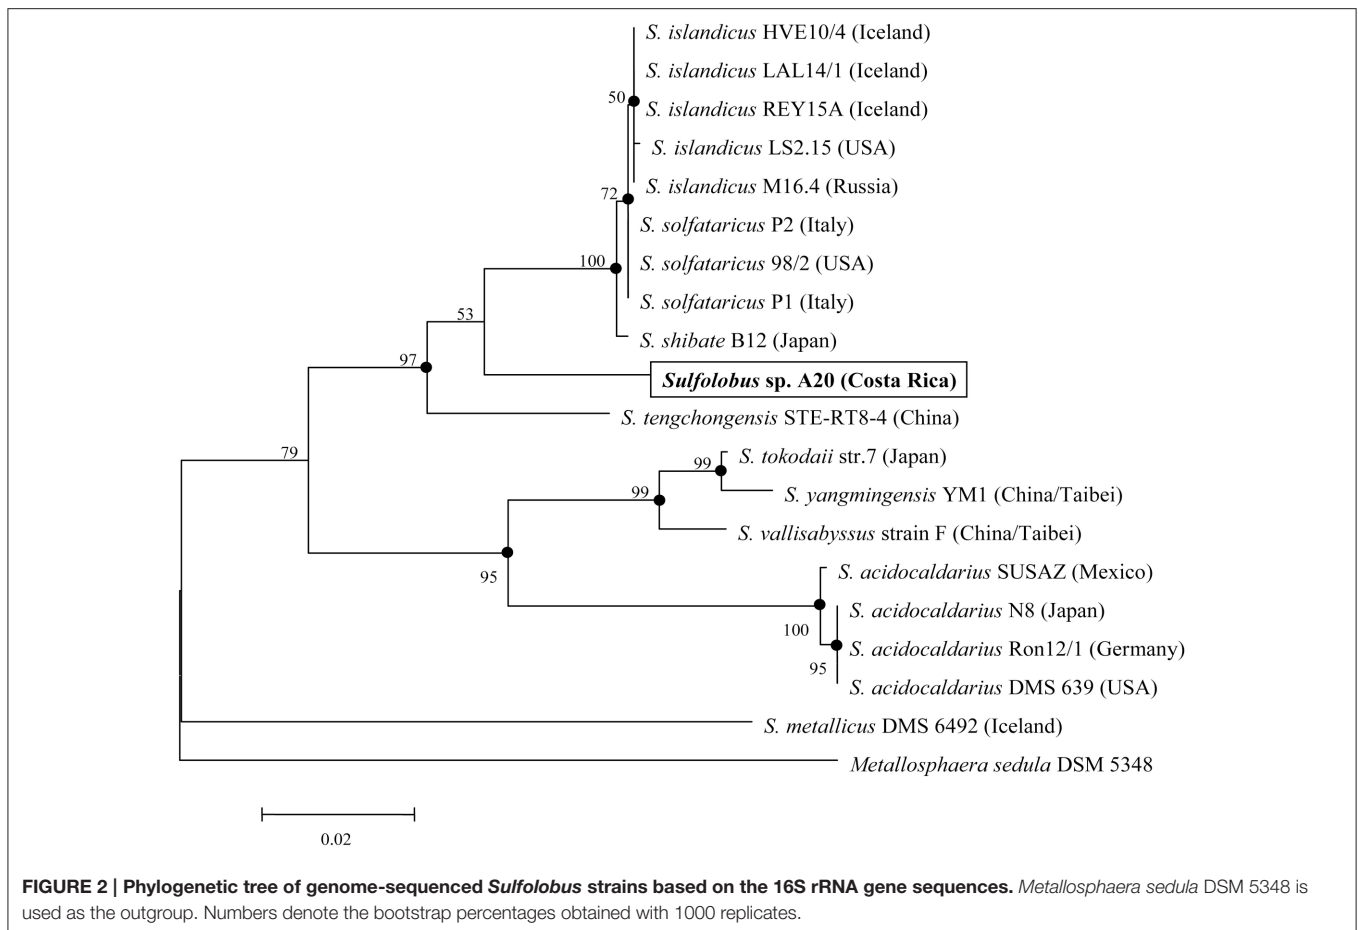 S. islandicus HVE10/4 (Iceland)
S. islandicus LAL14/1 (Iceland)
50
S. islandicus REY15A (Iceland)
S. islandicus LS2.15 (USA)
S. islandicus M16.4 (Russia)
72
S. solfataricus P2 (Italy)
100
S. solfataricus 98/2 (USA)
S. solfataricus P1 (Italy)
53
S. shibate B12 (Japan)
97
Sulfolobus sp. A20 (Costa Rica)
S. tengchongensis STE-RT8-4 (China)
79
S. tokodaii str.7 (Japan)
99
99
S. yangmingensis YM1 (China/Taibei)
S. vallisabyssus strain F (China/Taibei)
95
S. acidocaldarius SUSAZ (Mexico)
S. acidocaldarius N8 (Japan)
100
S. acidocaldarius Ron12/1 (Germany)
95
S. acidocaldarius DMS 639 (USA)
S. metallicus DMS 6492 (Iceland)
Metallosphaera sedula DSM 5348
0.02
FIGURE 2 | Phylogenetic tree of genome-sequenced Sulfolobus strains based on the 16S rRNA gene sequences. Metallosphaera sedula DSM 5348 is
used as the outgroup. Numbers denote the bootstrap percentages obtained with 1000 replicates.